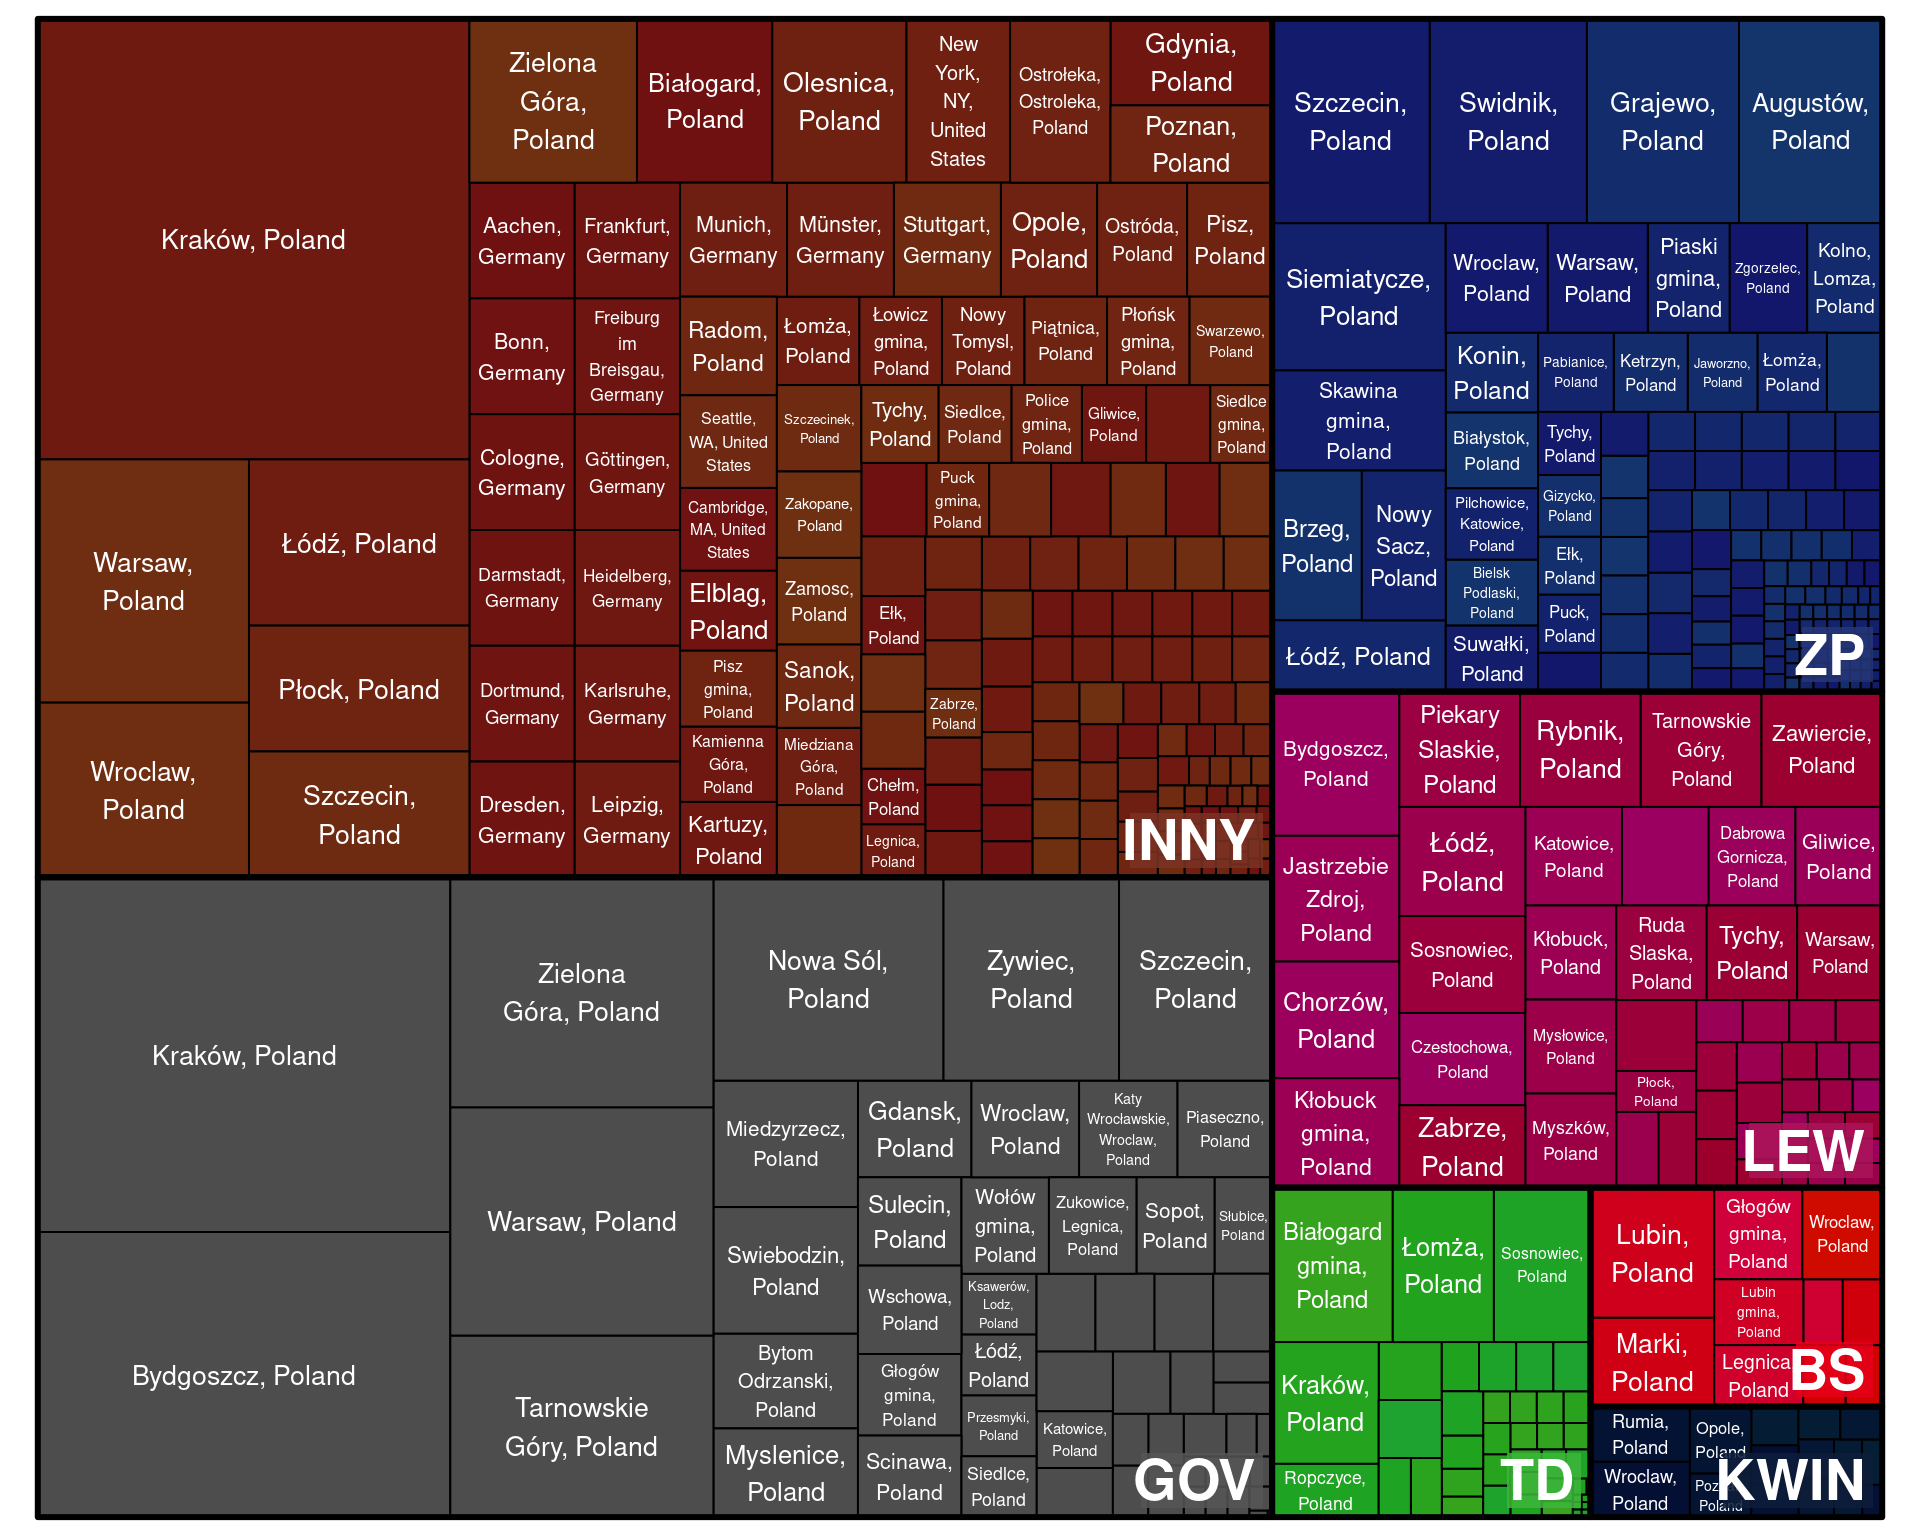 Kraków, Poland
Warsaw,
Poland
Łódź, Poland
Płock, Poland
Wroclaw,
Poland
Szczecin,
Poland
Zielona
Góra,
Poland
Białogard,
Poland
Olesnica,
Poland
New
York,
NY,
United
States
Ostrołeka,
Ostroleka,
Poland
Gdynia,
Poland
Poznan,
Poland
Aachen,
Germany
Frankfurt,
Germany
Munich,
Germany
Münster,
Germany
Stuttgart,
Germany
Opole,
Poland
Ostróda,
Poland
Pisz,
Poland
Bonn,
Germany
Freiburg
im
Breisgau,
Germany
Radom,
Poland
Łomża,
Poland
Łowicz
gmina,
Poland
Nowy
Tomysl,
Poland
Piątnica,
Poland
Płońsk
gmina,
Poland
Swarzewo,
Poland
Cologne,
Germany
Göttingen,
Germany
Seattle,
WA, United
States
Szczecinek,
Poland
Tychy,
Poland
Siedlce,
Poland
Police
gmina,
Poland
Gliwice,
Poland
Siedlce
gmina,
Poland
Cambridge,
MA, United
States
Zakopane,
Poland
Puck
gmina,
Poland
Darmstadt,
Germany
Heidelberg,
Germany
Elblag,
Poland
Zamosc,
Poland
Ełk,
Poland
Dortmund,
Germany
Karlsruhe,
Germany
Pisz
gmina,
Poland
Sanok,
Poland
Zabrze,
Poland
Kamienna
Góra,
Poland
Miedziana
Góra,
Poland
Dresden,
Germany
Leipzig,
Germany
Kartuzy,
Poland
Chełm,
Poland
Legnica,
Poland
INNY
Szczecin,
Poland
Swidnik,
Poland
Grajewo,
Poland
Augustów,
Poland
Siemiatycze,
Poland
Wroclaw,
Poland
Warsaw,
Poland
Piaski
gmina,
Poland
Zgorzelec,
Poland
Kolno,
Lomza,
Poland
Skawina
gmina,
Poland
Konin,
Poland
Pabianice,
Poland
Ketrzyn,
Poland
Jaworzno,
Poland
Łomża,
Poland
Brzeg,
Poland
Nowy
Sacz,
Poland
Białystok,
Poland
Tychy,
Poland
Pilchowice,
Katowice,
Poland
Gizycko,
Poland
Bielsk
Podlaski,
Poland
Ełk,
Poland
Łódź, Poland
Suwałki,
Poland
Puck,
Poland
ZP
Bydgoszcz,
Poland
Piekary
Slaskie,
Poland
Rybnik,
Poland
Tarnowskie
Góry,
Poland
Zawiercie,
Poland
Jastrzebie
Zdroj,
Poland
Łódź,
Poland
Katowice,
Poland
Dabrowa
Gornicza,
Poland
Gliwice,
Poland
Chorzów,
Poland
Sosnowiec,
Poland
Kłobuck,
Poland
Ruda
Slaska,
Poland
Tychy,
Poland
Warsaw,
Poland
Czestochowa,
Poland
Mysłowice,
Poland
Płock,
Poland
Kłobuck
gmina,
Poland
Zabrze,
Poland
Myszków,
Poland
LEW
Kraków, Poland
Bydgoszcz, Poland
Zielona
Góra, Poland
Warsaw, Poland
Tarnowskie
Góry, Poland
Nowa Sól,
Poland
Zywiec,
Poland
Szczecin,
Poland
Miedzyrzecz,
Poland
Gdansk,
Poland
Wroclaw,
Poland
Katy
Wrocławskie,
Wroclaw,
Poland
Piaseczno,
Poland
Swiebodzin,
Poland
Sulecin,
Poland
Wołów
gmina,
Poland
Zukowice,
Legnica,
Poland
Sopot,
Poland
Słubice,
Poland
Wschowa,
Poland
Ksawerów,
Lodz,
Poland
Bytom
Odrzanski,
Poland
Głogów
gmina,
Poland
Łódź,
Poland
Przesmyki,
Poland
Katowice,
Poland
Myslenice,
Poland
Scinawa,
Poland
Siedlce,
Poland
GOV
Białogard
gmina,
Poland
Łomża,
Poland
Sosnowiec,
Poland
Kraków,
Poland
Ropczyce,
Poland
TD
Lubin,
Poland
Głogów
gmina,
Poland
Wroclaw,
Poland
Marki,
Poland
Lubin
gmina,
Poland
Legnica
Poland
BS
Rumia,
Poland
Opole,
Poland
Wroclaw,
Poland
Poland
KWIN